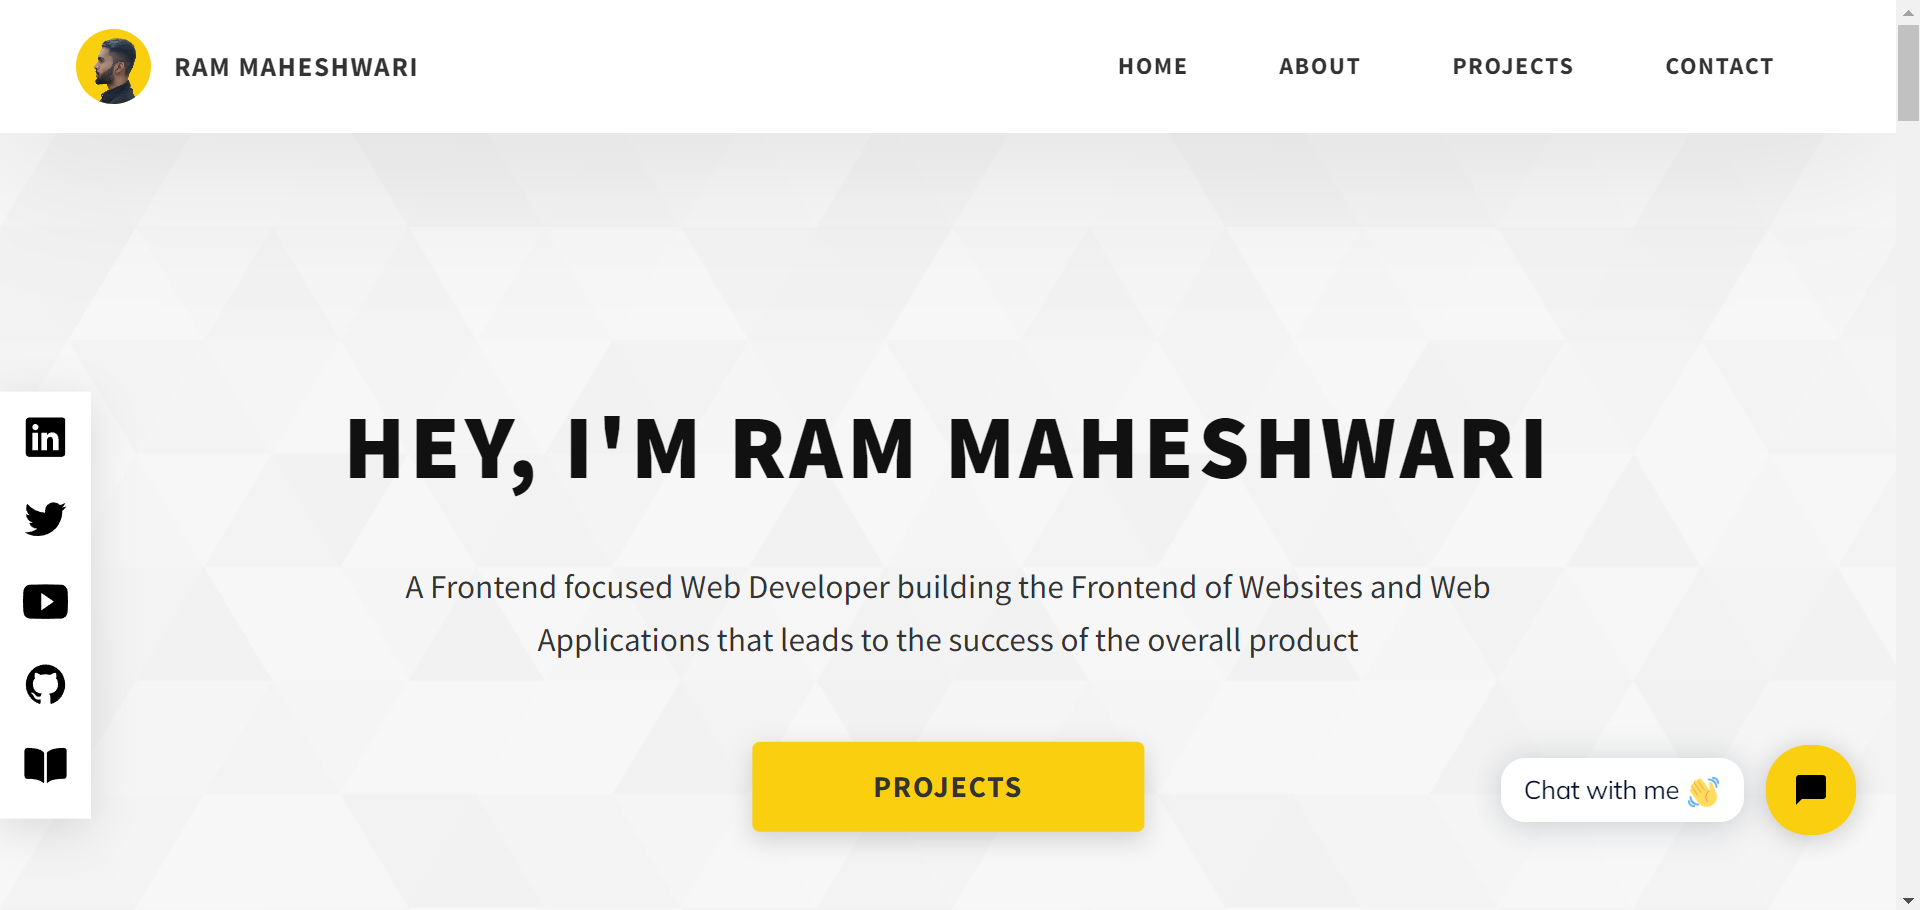 RAM MAHESHWARI
HOME
ABOUT
PROJECTS
CONTACT
HEY, I'M RAM MAHESHWARI
A Frontend focused Web Developer building the Frontend of Websites and Web
Applications that leads to the success of the overall product
PROJECTS
Chat with me 👋